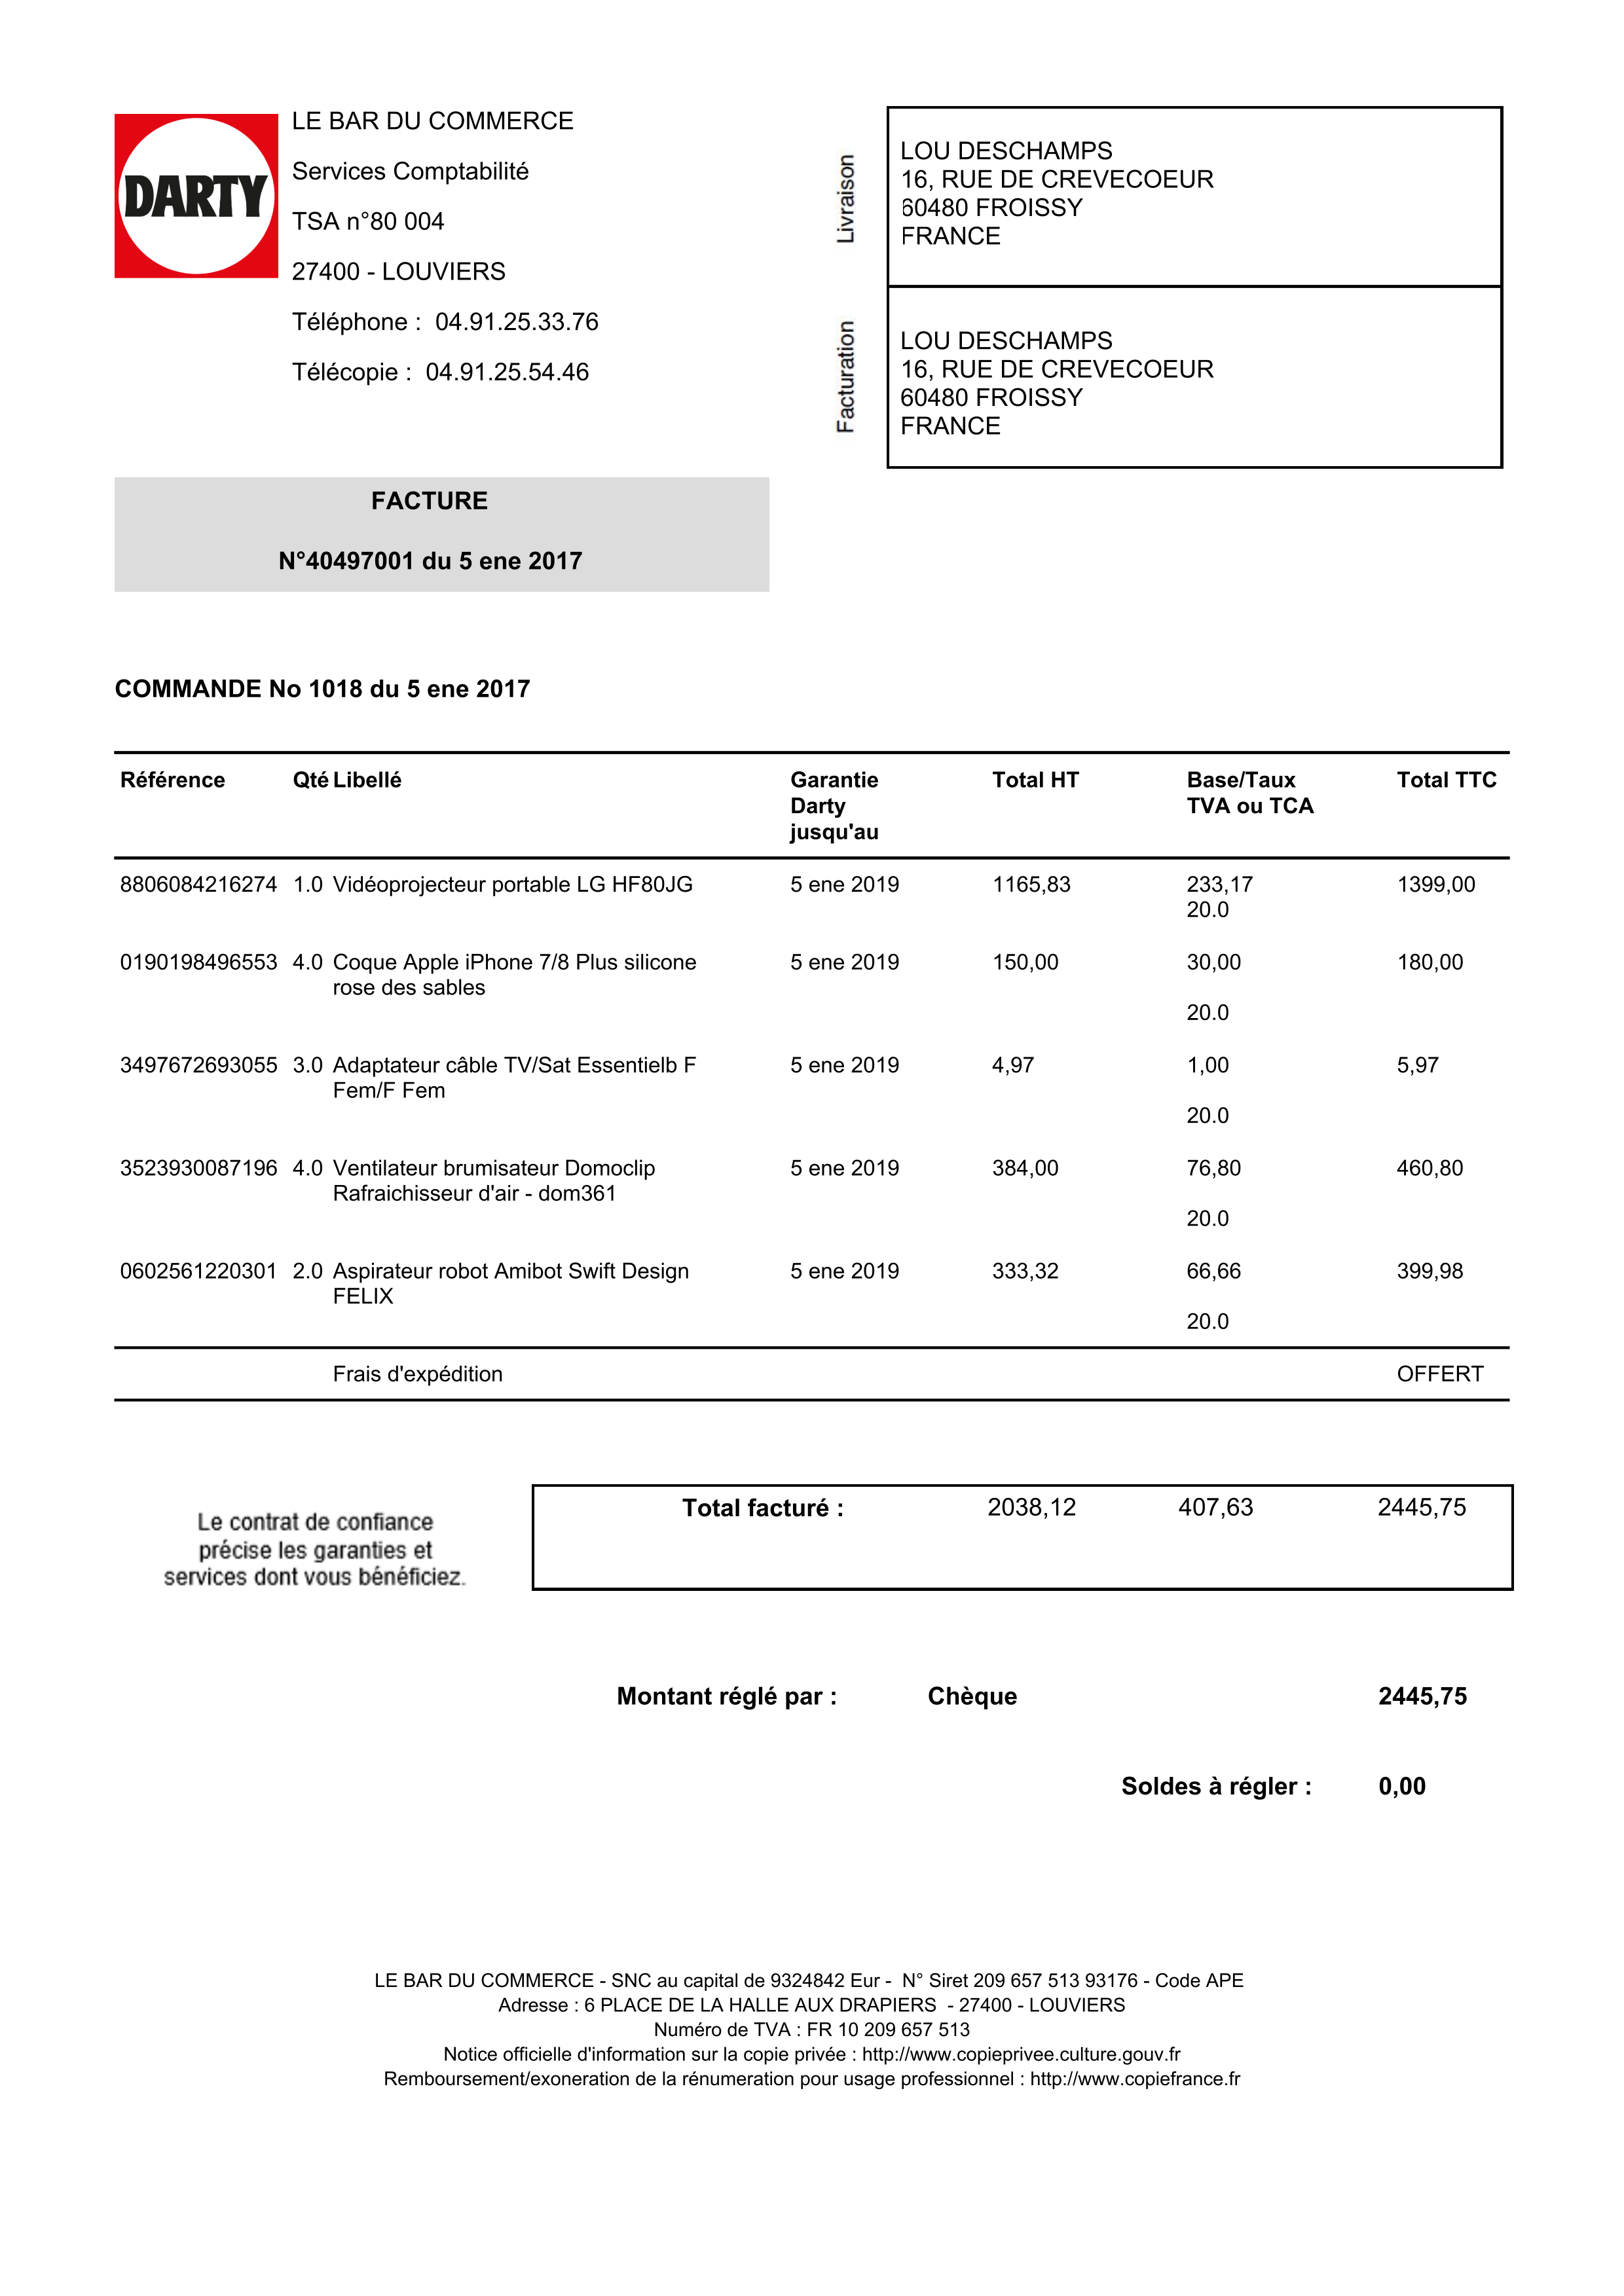 DARTY
LE BAR DU COMMERCE
Services Comptabilité
TSA n°80 004
27400 - LOUVIERS
Téléphone :  04.91.25.33.76
Télécopie :  04.91.25.54.46
Livraison
LOU DESCHAMPS
16, RUE DE CREVECOEUR
60480 FROISSY
FRANCE
Facturation
LOU DESCHAMPS
16, RUE DE CREVECOEUR
60480 FROISSY
FRANCE
FACTURE
N°40497001 du 5 ene 2017
COMMANDE No 1018 du 5 ene 2017
Référence Qté Libellé Garantie Total HT Base/Taux Total TTC
Darty TVA ou TCA
jusqu'au
8806084216274 1.0 Vidéoprojecteur portable LG HF80JG 5 ene 2019 1165,83 233,17 1399,00
20.0
0190198496553 4.0 Coque Apple iPhone 7/8 Plus silicone 5 ene 2019 150,00 30,00 180,00
rose des sables
20.0
3497672693055 3.0 Adaptateur câble TV/Sat Essentielb F 5 ene 2019 4,97 1,00 5,97
Fem/F Fem
20.0
3523930087196 4.0 Ventilateur brumisateur Domoclip 5 ene 2019 384,00 76,80 460,80
Rafraichisseur d'air - dom361
20.0
0602561220301 2.0 Aspirateur robot Amibot Swift Design 5 ene 2019 333,32 66,66 399,98
FELIX
20.0
Frais d'expédition OFFERT
Le contrat de confiance
précise les garanties et
services dont vous bénéficiez.
Total facturé : 2038,12 407,63 2445,75
Montant réglé par : Chèque 2445,75
Soldes à régler : 0,00
LE BAR DU COMMERCE - SNC au capital de 9324842 Eur -  N° Siret 209 657 513 93176 - Code APE
Adresse : 6 PLACE DE LA HALLE AUX DRAPIERS  - 27400 - LOUVIERS
Numéro de TVA : FR 10 209 657 513
Notice officielle d'information sur la copie privée : http://www.copieprivee.culture.gouv.fr
Remboursement/exoneration de la rénumeration pour usage professionnel : http://www.copiefrance.fr